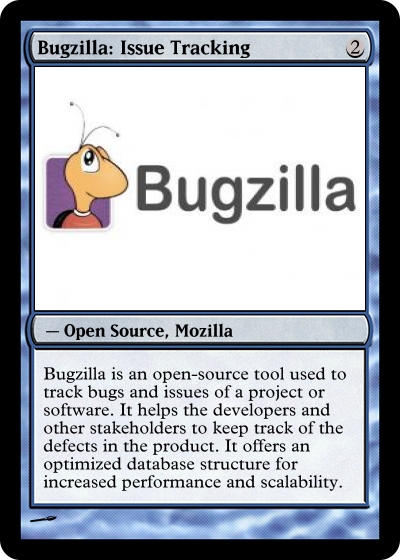 Bugzilla: Issue Tracking 2
Bugzilla
— Open Source, Mozilla
Bugzilla is an open-source tool used to
track bugs and issues of a project or
software. It helps the developers and
other stakeholders to keep track of the
defects in the product. It offers an
optimized database structure for
increased performance and scalability.